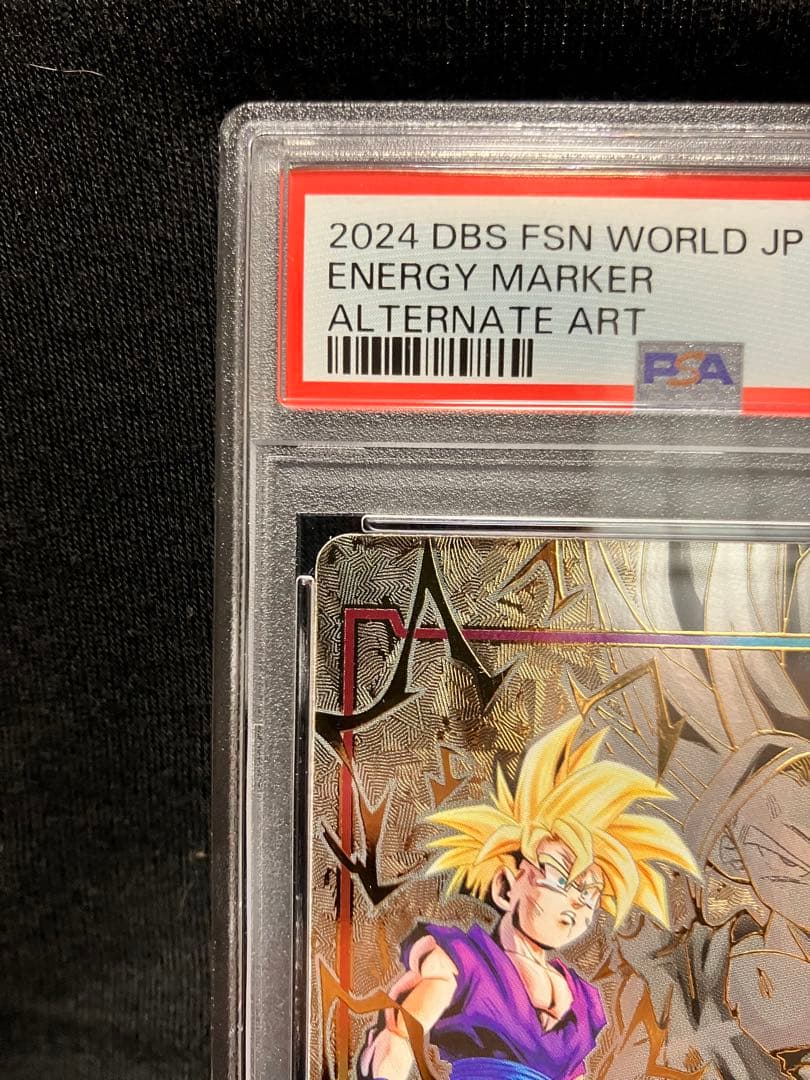 2024 DBS FSN WORLD JP
ENERGY MARKER
ALTERNATE ART
PSA